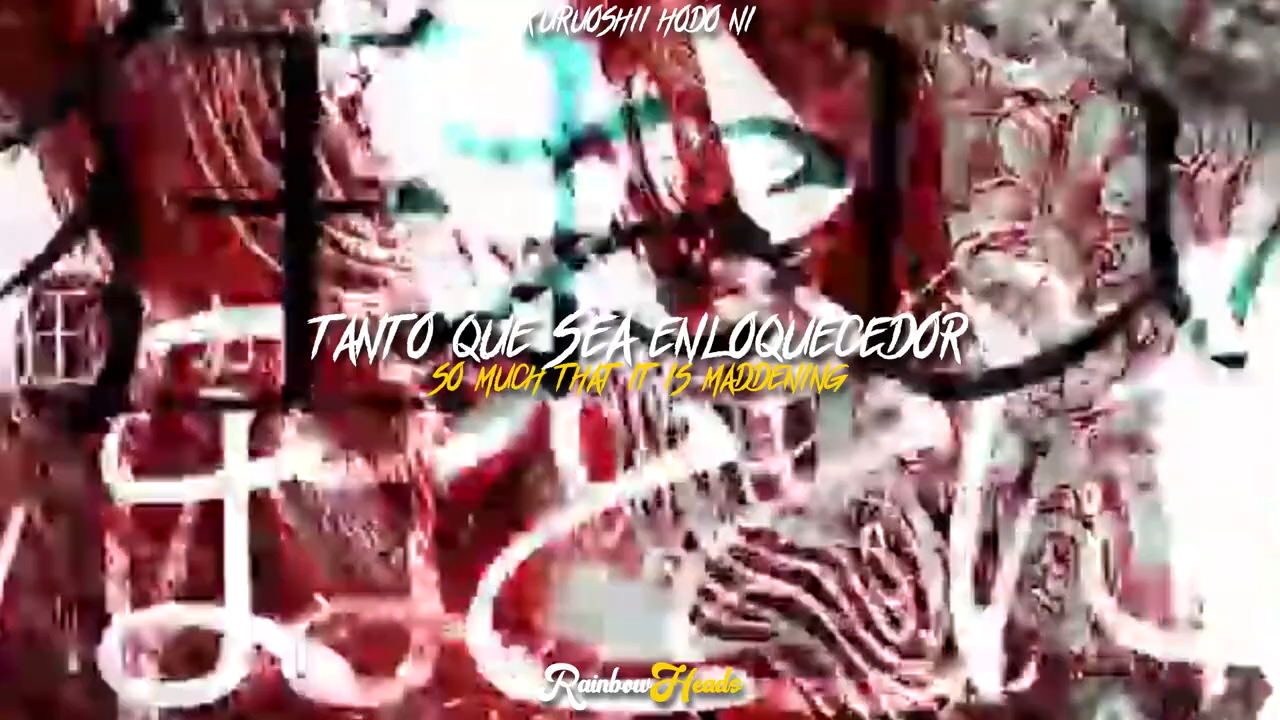 KURUOSHII HODO NI
TANTO QUE SEA ENLOQUECEDOR
SO MUCH THAT IT IS MADDENING
RainbowHeads